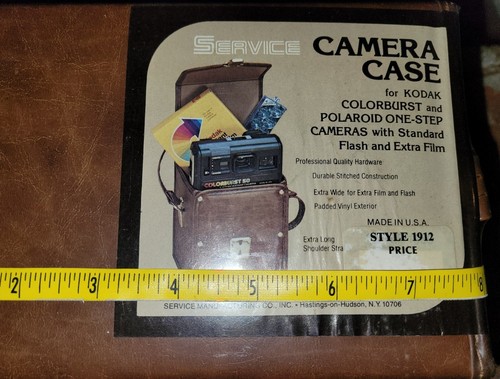 SERVICE
CAMERA
CASE
for KODAK
COLORBURST and
POLAROID ONE-STEP
CAMERAS with Standard
Flash and Extra Film
Professional Quality Hardware
Durable Stitched Construction
Extra Wide for Extra Film and Flash
Padded Vinyl Exterior
MADE IN U.S.A.
Extra Long
Shoulder Stra
STYLE 1912
PRICE
COLORBURST 50
2 3 4 5 6 7 8
SERVICE MANUFACTURING CO., INC. • Hastings-on-Hudson, N.Y. 10706